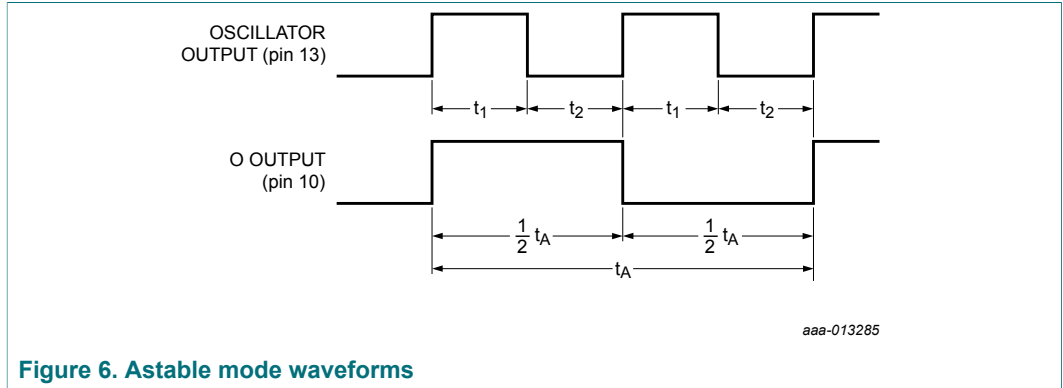 OSCILLATOR
OUTPUT (pin 13)
t1 t2 t1 t2
O OUTPUT
(pin 10)
1/2 tA 1/2 tA
tA
aaa-013285
Figure 6. Astable mode waveforms